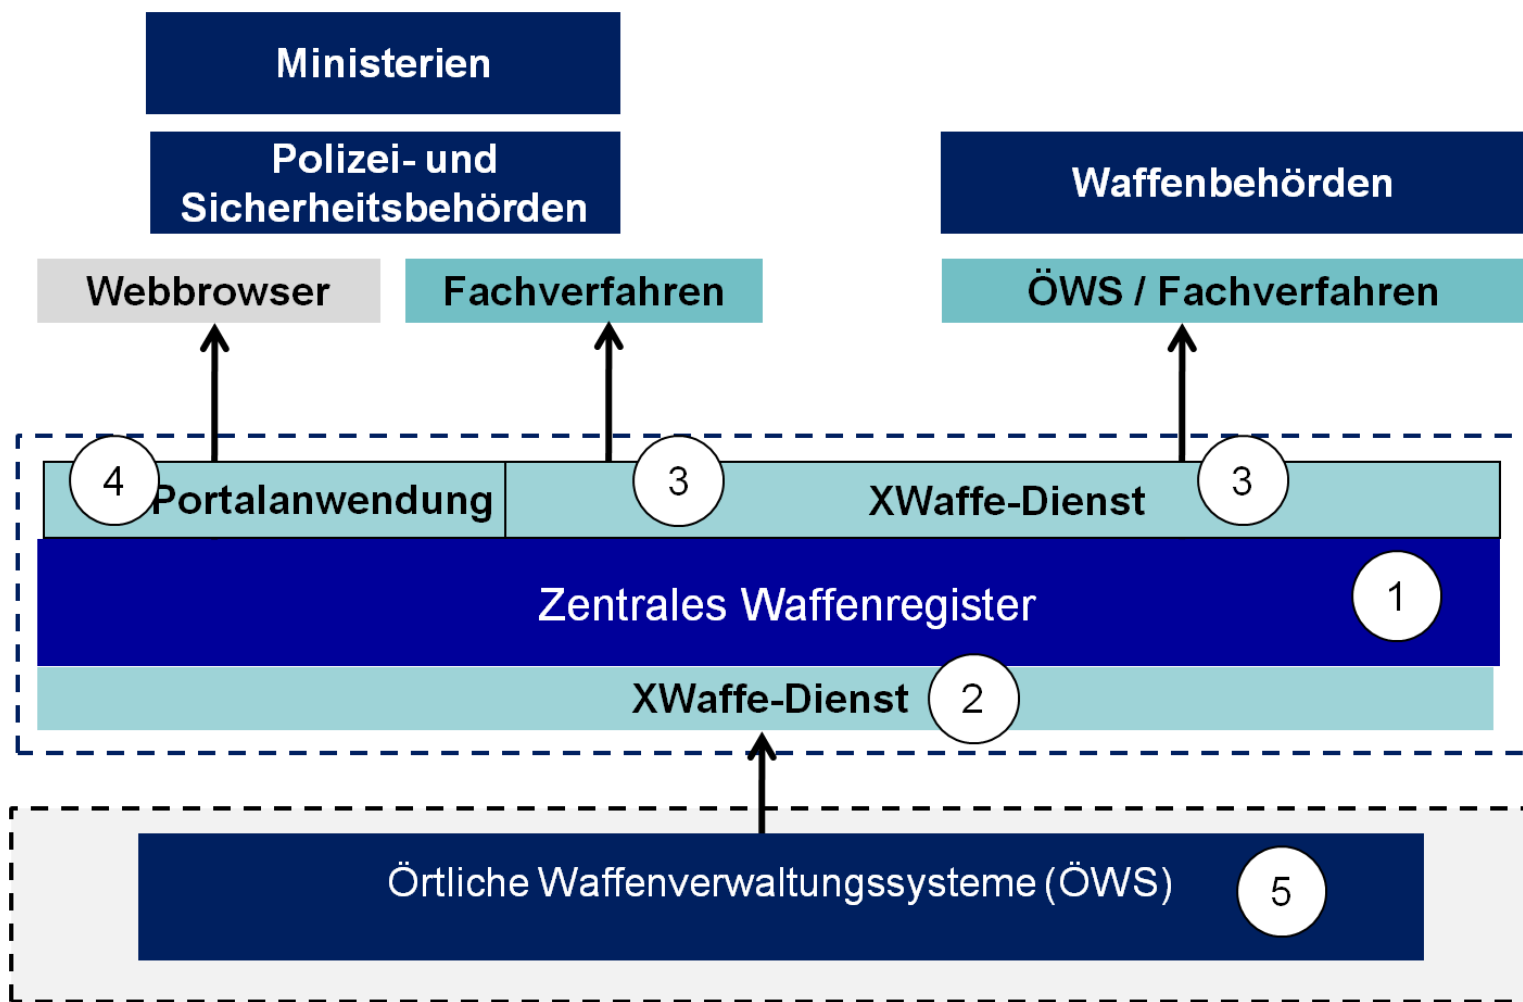 Ministerien
Polizei- und
Sicherheitsbehörden
Waffenbehörden
Webbrowser
Fachverfahren
ÖWS / Fachverfahren
4
Portalanwendung
3
XWaffe-Dienst
3
Zentrales Waffenregister
1
XWaffe-Dienst
2
Örtliche Waffenverwaltungssysteme (ÖWS)
5